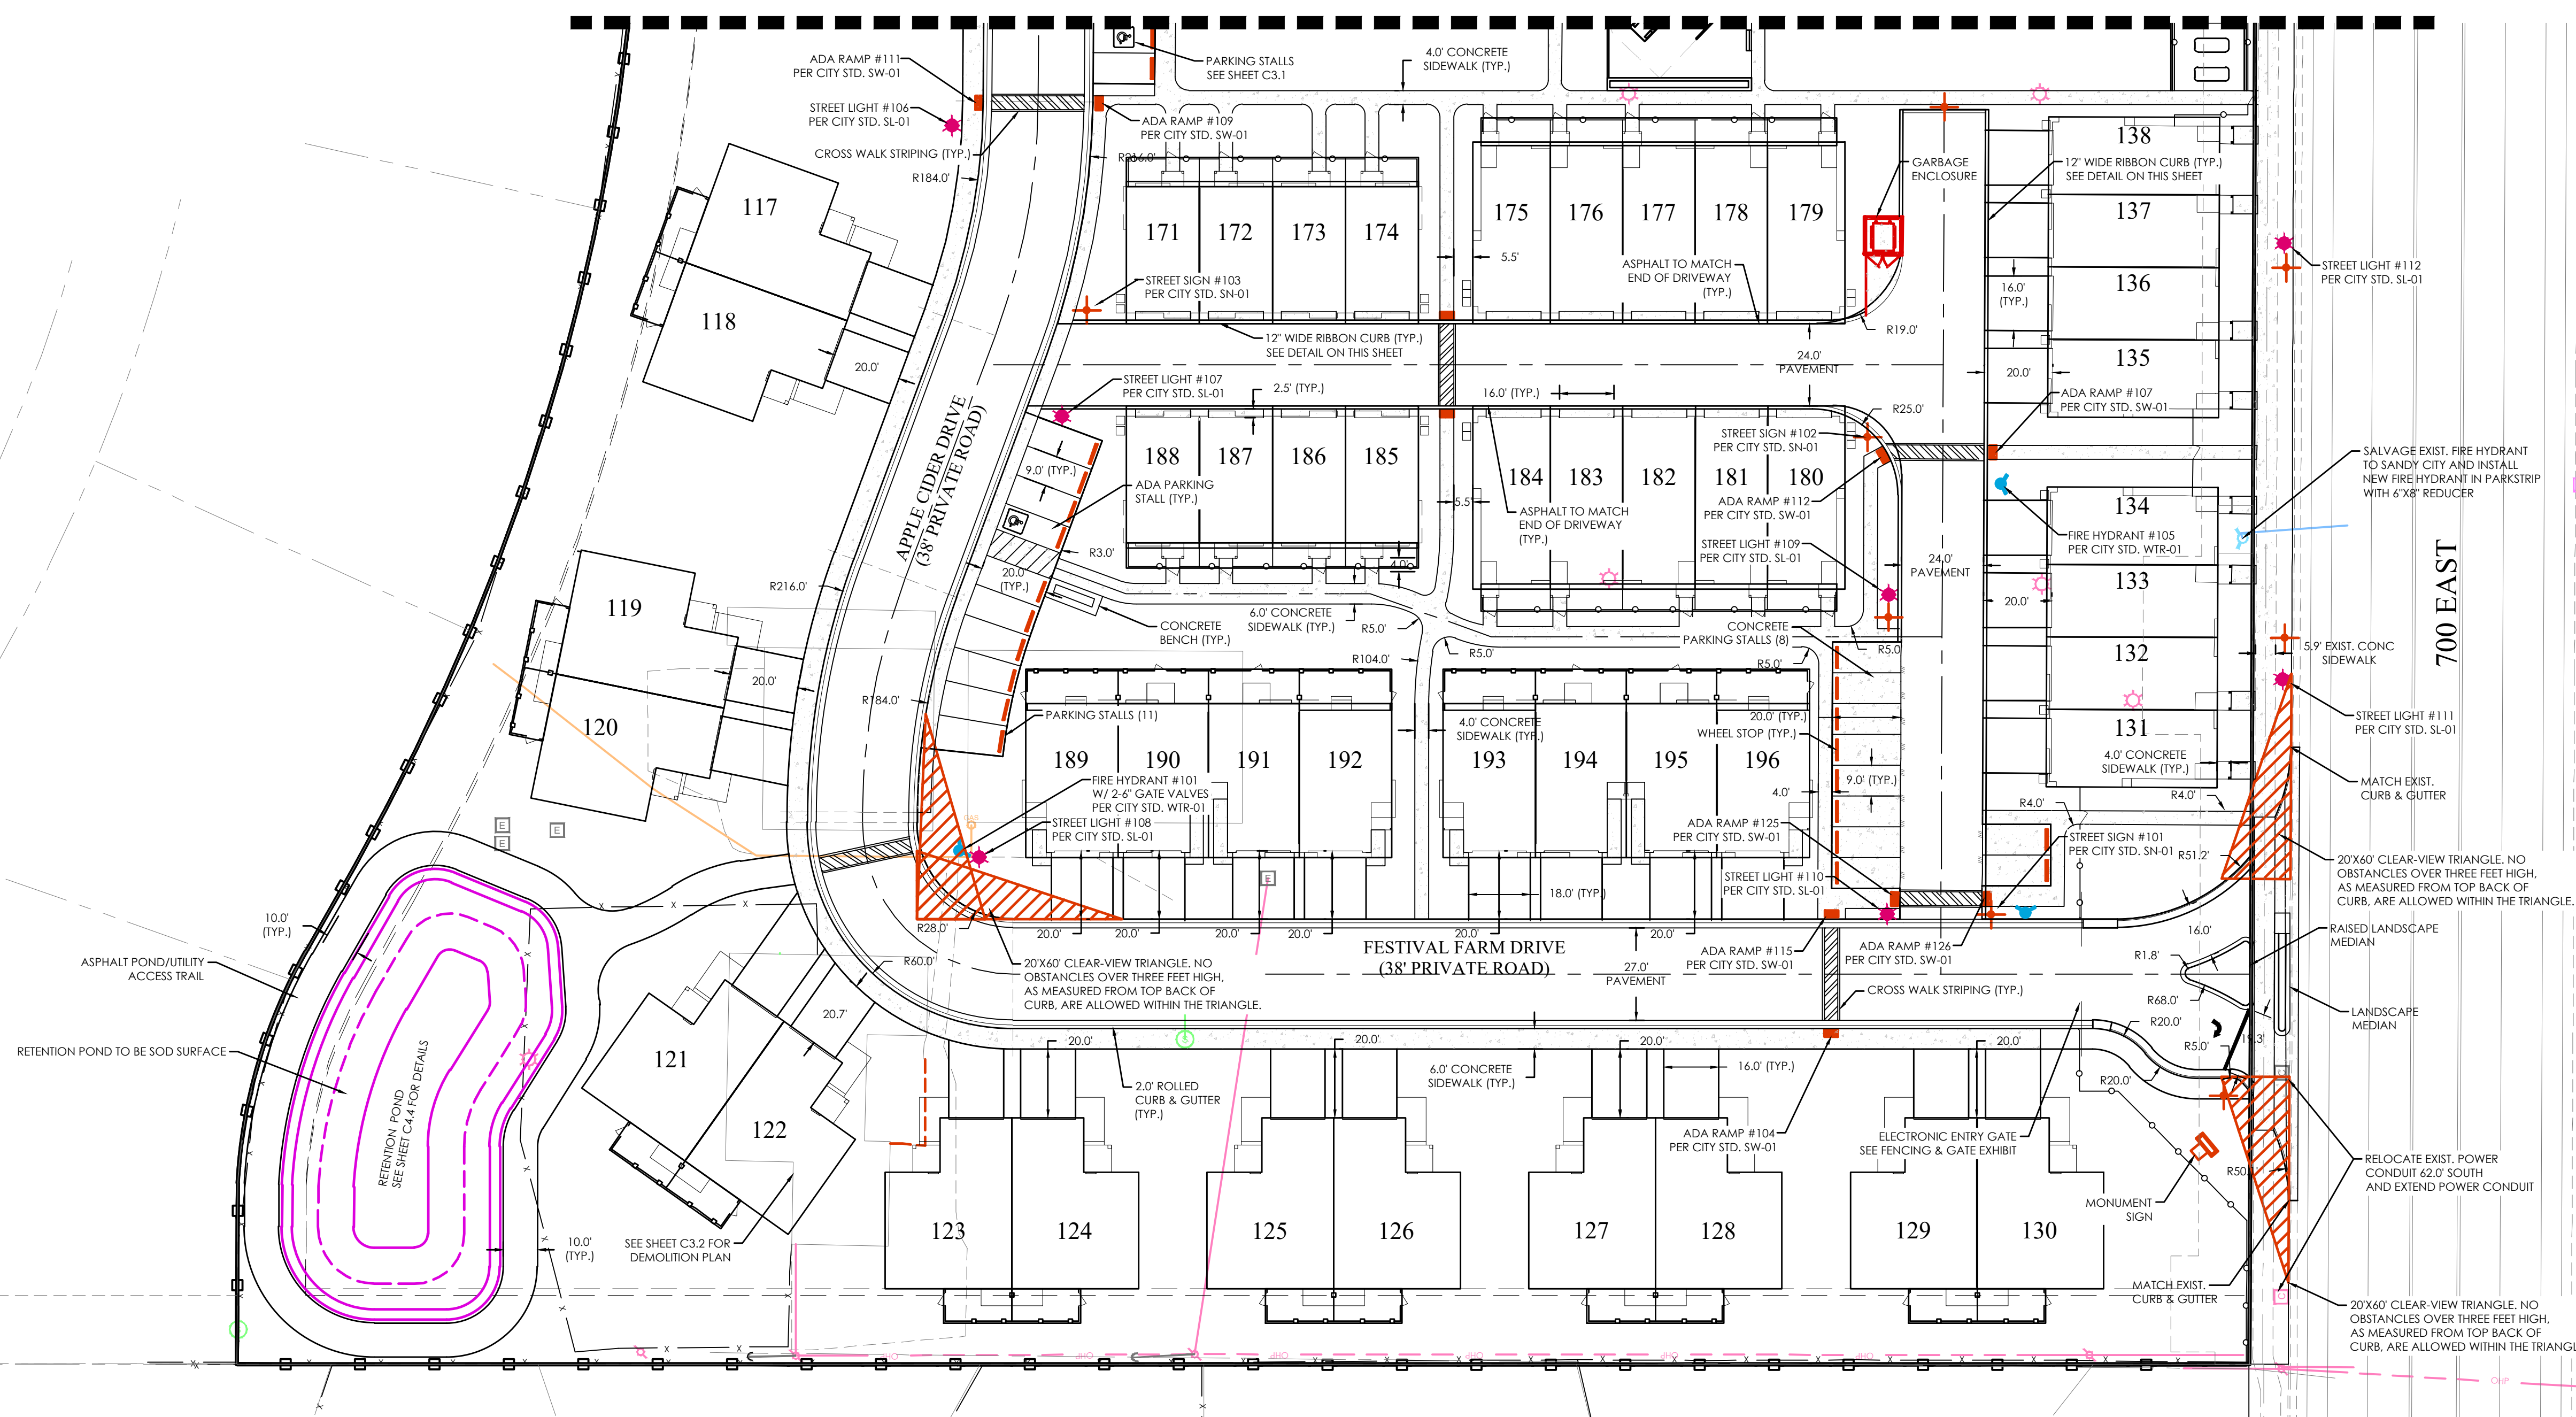 ADA RAMP #111
PER CITY STD. SW-01
STREET LIGHT #106
PER CITY STD. SL-01
CROSS WALK STRIPING (TYP.)
R184.0'
PARKING STALLS
SEE SHEET C3.1
4.0' CONCRETE
SIDEWALK (TYP.)
ADA RAMP #109
PER CITY STD. SW-01
R216.0'
117
118
20.0'
171
172
173
174
175
176
177
178
179
5.5'
STREET SIGN #103
PER CITY STD. SN-01
ASPHALT TO MATCH
END OF DRIVEWAY
(TYP.)
GARBAGE
ENCLOSURE
12" WIDE RIBBON CURB (TYP.)
SEE DETAIL ON THIS SHEET
138
137
136
135
16.0'
(TYP.)
R19.0'
STREET LIGHT #112
PER CITY STD. SL-01
12" WIDE RIBBON CURB (TYP.)
SEE DETAIL ON THIS SHEET
24.0'
PAVEMENT
20.0'
STREET LIGHT #107
PER CITY STD. SL-01
2.5' (TYP.)
16.0' (TYP.)
R25.0'
ADA RAMP #107
PER CITY STD. SW-01
APPLE CIDER DRIVE
(38' PRIVATE ROAD)
9.0' (TYP.)
ADA PARKING
STALL (TYP.)
188
187
186
185
184
183
182
181
180
STREET SIGN #102
PER CITY STD. SN-01
ADA RAMP #112
PER CITY STD. SW-01
5.5'
ASPHALT TO MATCH
END OF DRIVEWAY
(TYP.)
STREET LIGHT #109
PER CITY STD. SL-01
SALVAGE EXIST. FIRE HYDRANT
TO SANDY CITY AND INSTALL
NEW FIRE HYDRANT IN PARKSTRIP
WITH 6"X8" REDUCER
134
FIRE HYDRANT #105
PER CITY STD. WTR-01
R3.0'
20.0'
(TYP.)
4.0'
24.0'
PAVEMENT
700 EAST
133
20.0'
R216.0'
119
120
20.0'
R184.0'
CONCRETE
BENCH (TYP.)
6.0' CONCRETE
SIDEWALK (TYP.)
R5.0'
R104.0'
R5.0'
CONCRETE
PARKING STALLS (8)
R5.0'
R5.0'
132
5.9' EXIST. CONC
SIDEWALK
PARKING STALLS (11)
4.0' CONCRETE
SIDEWALK (TYP.)
20.0' (TYP.)
WHEEL STOP (TYP.)
131
STREET LIGHT #111
PER CITY STD. SL-01
189
190
191
192
193
194
195
196
4.0' CONCRETE
SIDEWALK (TYP.)
MATCH EXIST.
CURB & GUTTER
FIRE HYDRANT #101
W/ 2-6" GATE VALVES
PER CITY STD. WTR-01
STREET LIGHT #108
PER CITY STD. SL-01
9.0' (TYP.)
4.0'
R4.0'
R4.0'
GAS
E
E
E
E
ADA RAMP #125
PER CITY STD. SW-01
STREET SIGN #101
PER CITY STD. SN-01
R51.2'
20'X60' CLEAR-VIEW TRIANGLE. NO
OBSTACLES OVER THREE FEET HIGH,
AS MEASURED FROM TOP BACK OF
CURB, ARE ALLOWED WITHIN THE TRIANGLE.
18.0' (TYP.)
STREET LIGHT #110
PER CITY STD. SL-01
10.0'
(TYP.)
R28.0'
20.0'
20.0'
20.0'
20.0'
20.0'
20.0'
FESTIVAL FARM DRIVE
(38' PRIVATE ROAD)
27.0'
PAVEMENT
ADA RAMP #115
PER CITY STD. SW-01
ADA RAMP #126
PER CITY STD. SW-01
16.0'
R1.8'
RAISED LANDSCAPE
MEDIAN
ASPHALT POND/UTILITY
ACCESS TRAIL
R60.0'
20'X60' CLEAR-VIEW TRIANGLE. NO
OBSTACLES OVER THREE FEET HIGH,
AS MEASURED FROM TOP BACK OF
CURB, ARE ALLOWED WITHIN THE TRIANGLE.
CROSS WALK STRIPING (TYP.)
R68.0'
R20.0'
LANDSCAPE
MEDIAN
20.7'
RETENTION POND TO BE SOD SURFACE
RETENTION POND
SEE SHEET C4.4 FOR DETAILS
121
122
20.0'
S
20.0'
20.0'
20.0'
R5.0'
19.3'
2.0' ROLLED
CURB & GUTTER
(TYP.)
6.0' CONCRETE
SIDEWALK (TYP.)
16.0' (TYP.)
R20.0'
ADA RAMP #104
PER CITY STD. SW-01
ELECTRONIC ENTRY GATE
SEE FENCING & GATE EXHIBIT
RELOCATE EXIST. POWER
CONDUIT 62.0' SOUTH
AND EXTEND POWER CONDUIT
MONUMENT
SIGN
123
124
125
126
127
128
129
130
10.0'
(TYP.)
SEE SHEET C3.2 FOR
DEMOLITION PLAN
MATCH EXIST.
CURB & GUTTER
20'X60' CLEAR-VIEW TRIANGLE. NO
OBSTACLES OVER THREE FEET HIGH,
AS MEASURED FROM TOP BACK OF
CURB, ARE ALLOWED WITHIN THE
OHP
OHP
OHP
OHP
OHP
OHP
OHP